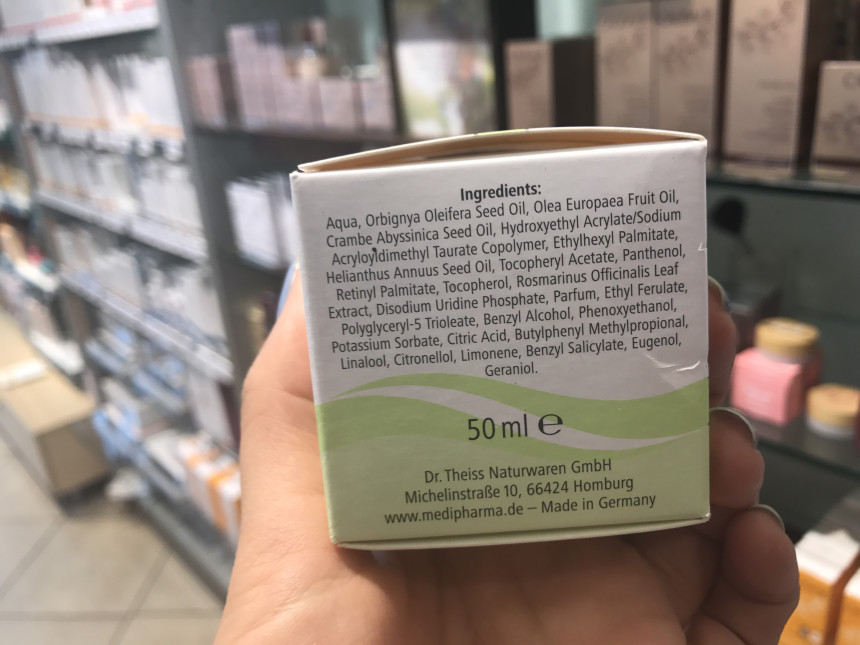 Ingredients:
Aqua, Orbignya Oleifera Seed Oil, Olea Europaea Fruit Oil,
Crambe Abyssinica Seed Oil, Hydroxyethyl Acrylate/Sodium
Acryloyldimethyl Taurate Copolymer, Ethylhexyl Palmitate,
Helianthus Annuus Seed Oil, Tocopheryl Acetate, Panthenol,
Retinyl Palmitate, Tocopherol, Rosmarinus Officinalis Leaf
Extract, Disodium Uridine Phosphate, Parfum, Ethyl Ferulate,
Polyglyceryl-5 Trioleate, Benzyl Alcohol, Phenoxyethanol,
Potassium Sorbate, Citric Acid, Butylphenyl Methylpropional,
Linalool, Citronellol, Limonene, Benzyl Salicylate, Eugenol,
Geraniol.
50 ml ℮
Dr. Theiss Naturwaren GmbH
Michelinstraße 10, 66424 Homburg
www.medipharma.de – Made in Germany